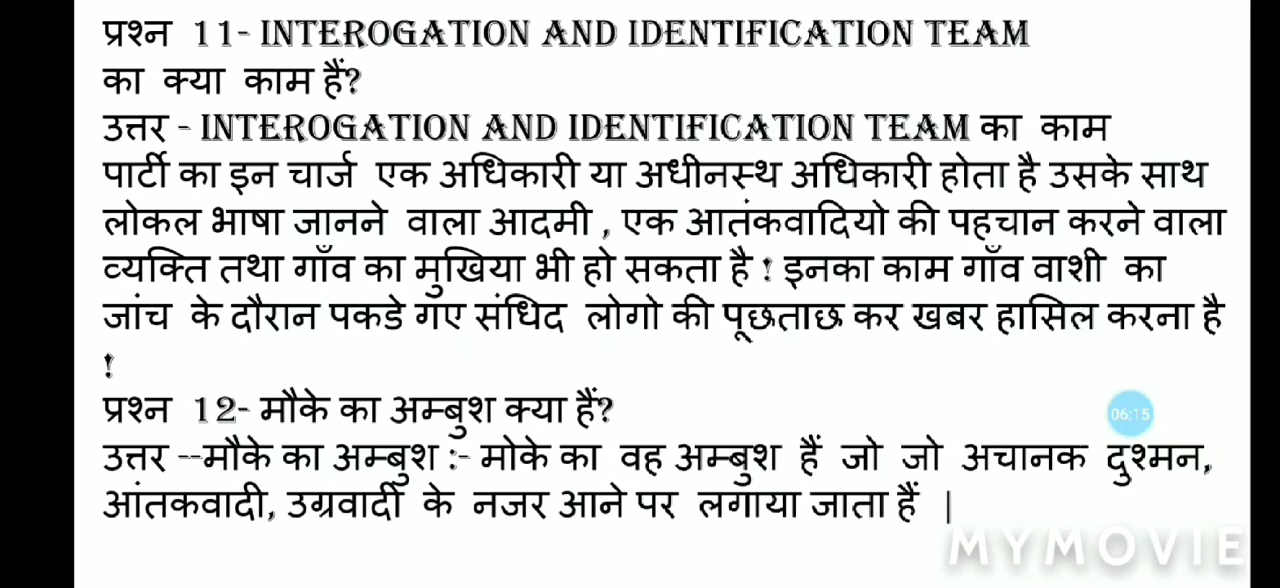 प्रश्न 11- INTEROGATION AND IDENTIFICATION TEAM
का क्या काम हैं?
उत्तर - INTEROGATION AND IDENTIFICATION TEAM का काम
पार्टी का इन चार्ज एक अधिकारी या अधीनस्थ अधिकारी होता है उसके साथ
लोकल भाषा जानने वाला आदमी , एक आतंकवादियो की पहचान करने वाला
व्यक्ति तथा गाँव का मुखिया भी हो सकता है ! इनका काम गाँव वाशी का
जांच के दौरान पकडे गए संधिद लोगो की पूछताछ कर खबर हासिल करना है
!
प्रश्न 12- मौके का अम्बुश क्या हैं?
06:15
उत्तर --मौके का अम्बुश :- मोके का वह अम्बुश हैं जो जो अचानक दुश्मन,
आंतकवादी, उग्रवादी के नजर आने पर लगाया जाता हैं |
MYMOVIE